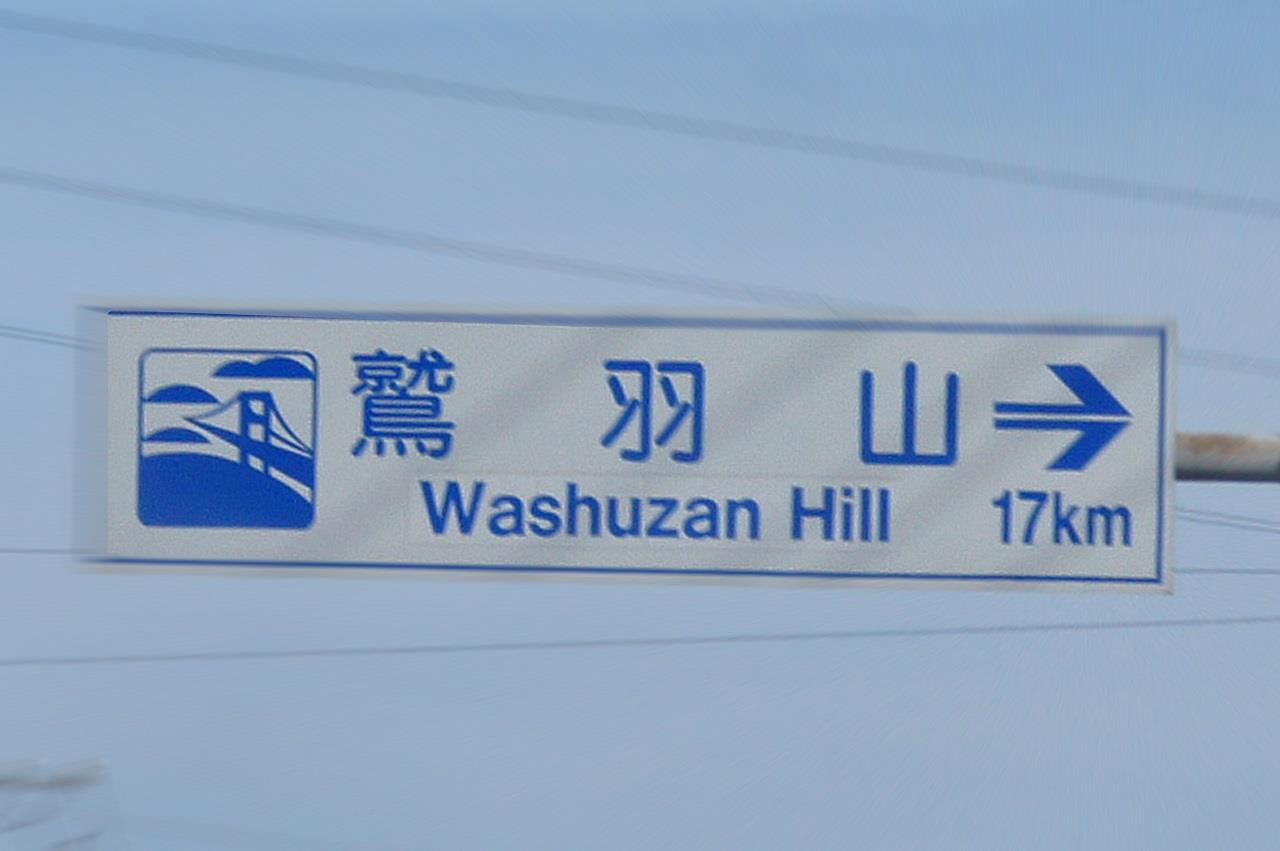 鷲羽山
Washuzan Hill 17km